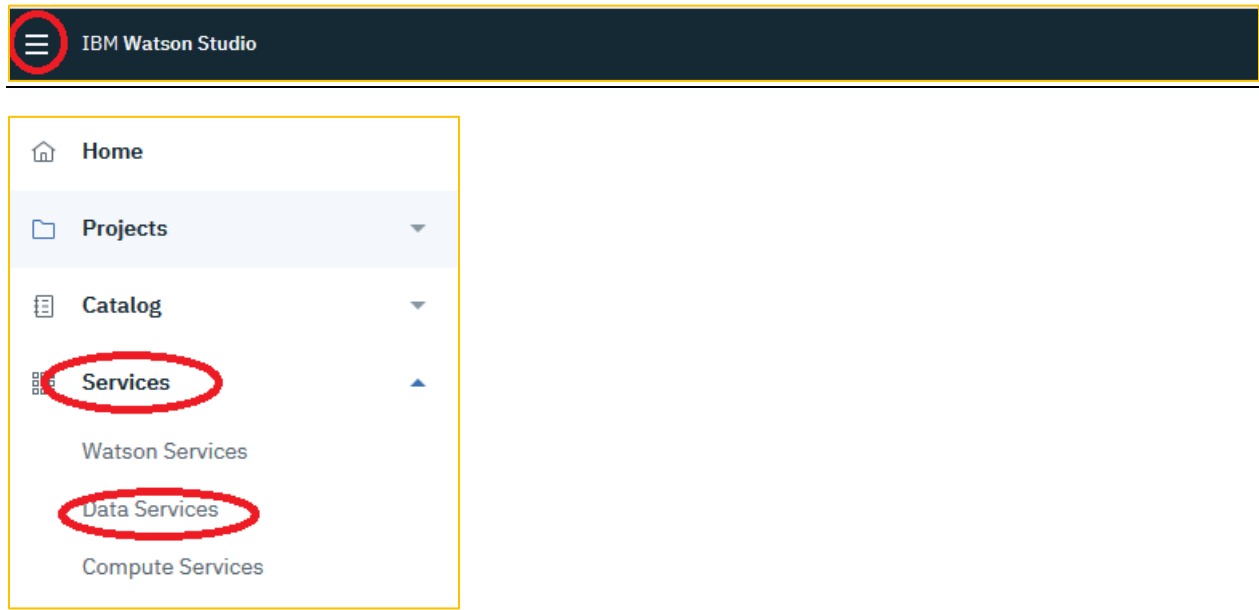 IBM Watson Studio
Home
Projects
Catalog
Services
Watson Services
Data Services
Compute Services